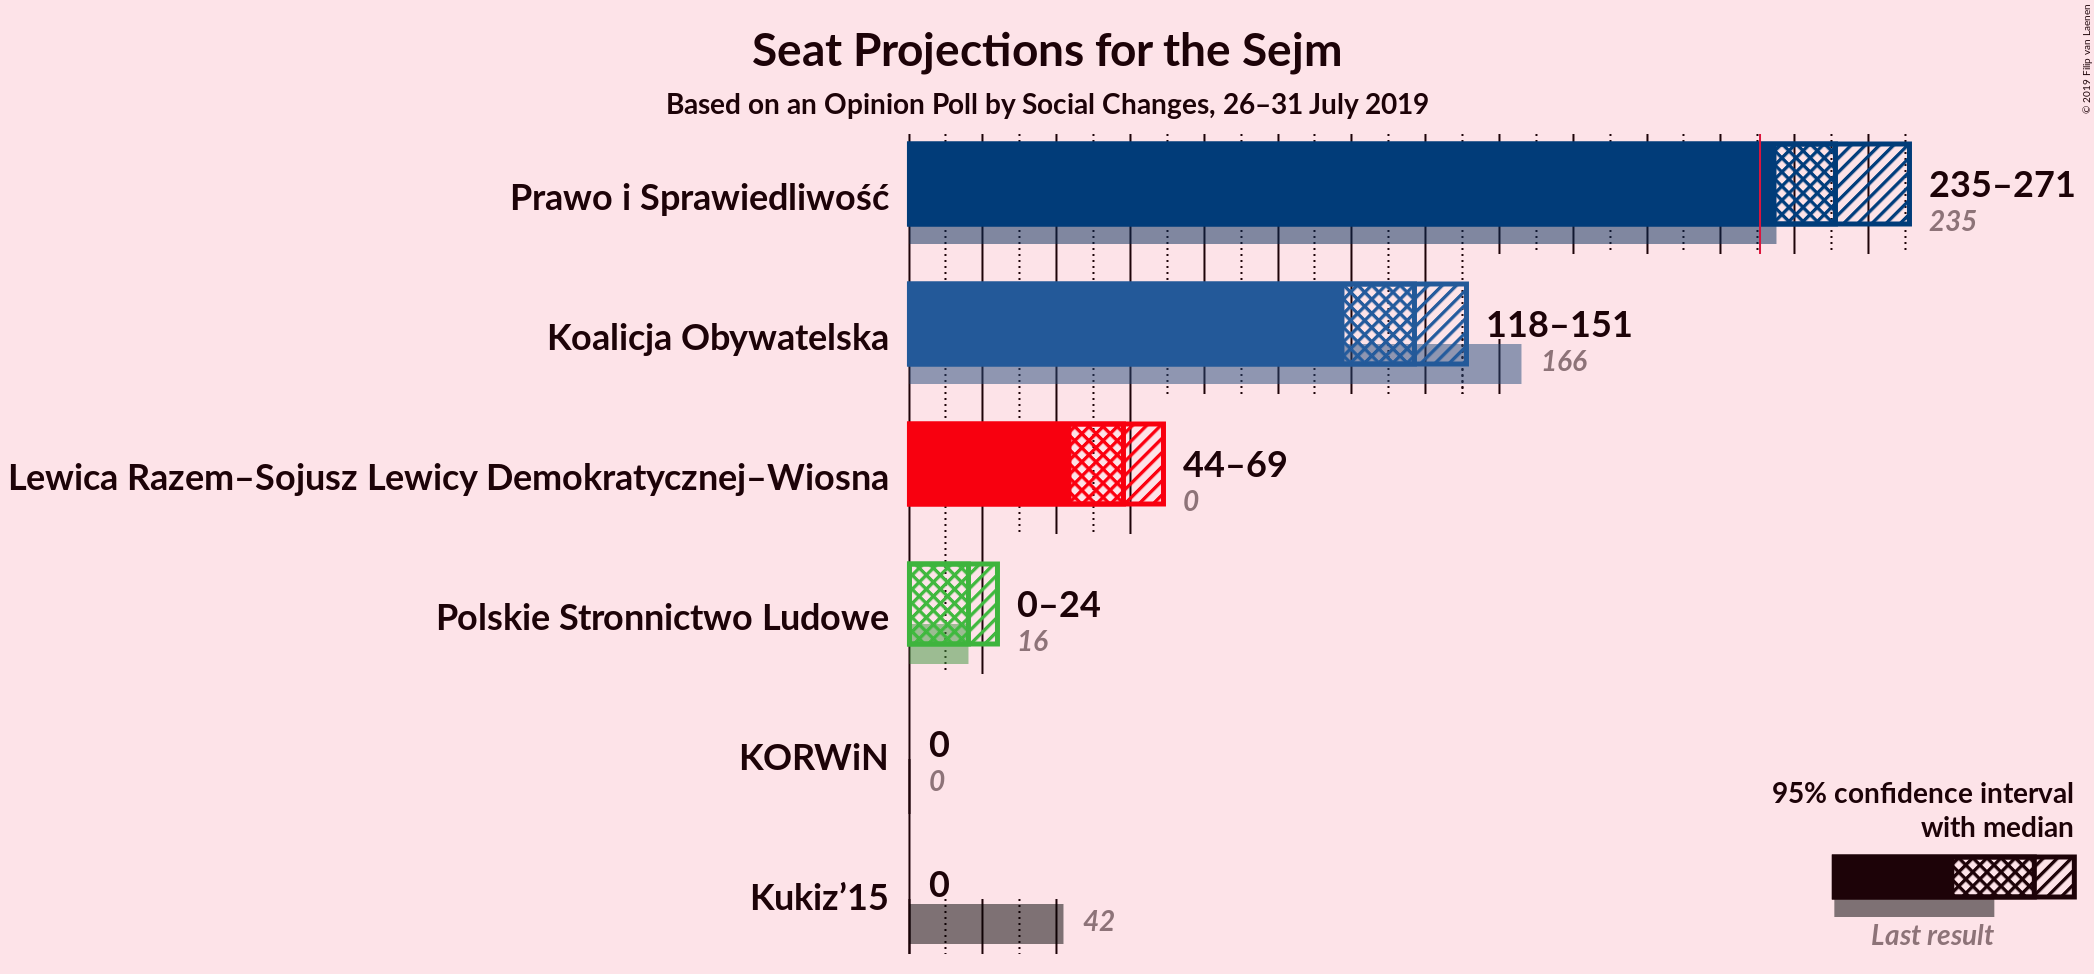 Seat Projections for the Sejm
Based on an Opinion Poll by Social Changes, 26–31 July 2019
© 2019 Filip van Laenen
Prawo i Sprawiedliwość
235–271
235
Koalicja Obywatelska
118–151
166
Lewica Razem–Sojusz Lewicy Demokratycznej–Wiosna
44–69
0
Polskie Stronnictwo Ludowe
0–24
16
KORWiN
0
0
Kukiz’15
0
42
95% confidence interval
with median
Last result